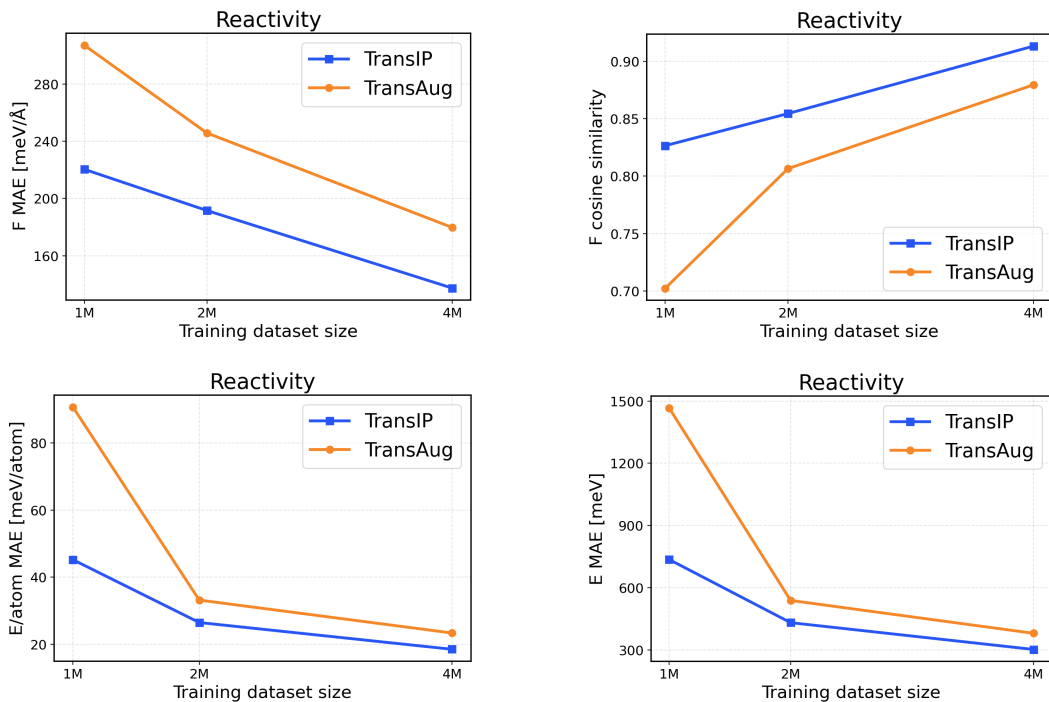 Reactivity
F MAE [meV/Å]
280
240
200
160
TransIP
TransAug
1M
2M
4M
Training dataset size
Reactivity
F cosine similarity
0.90
0.85
0.80
0.75
0.70
TransIP
TransAug
1M
2M
4M
Training dataset size
Reactivity
E/atom MAE [meV/atom]
80
60
40
20
TransIP
TransAug
1M
2M
4M
Training dataset size
Reactivity
E MAE [meV]
1500
1200
900
600
300
TransIP
TransAug
1M
2M
4M
Training dataset size